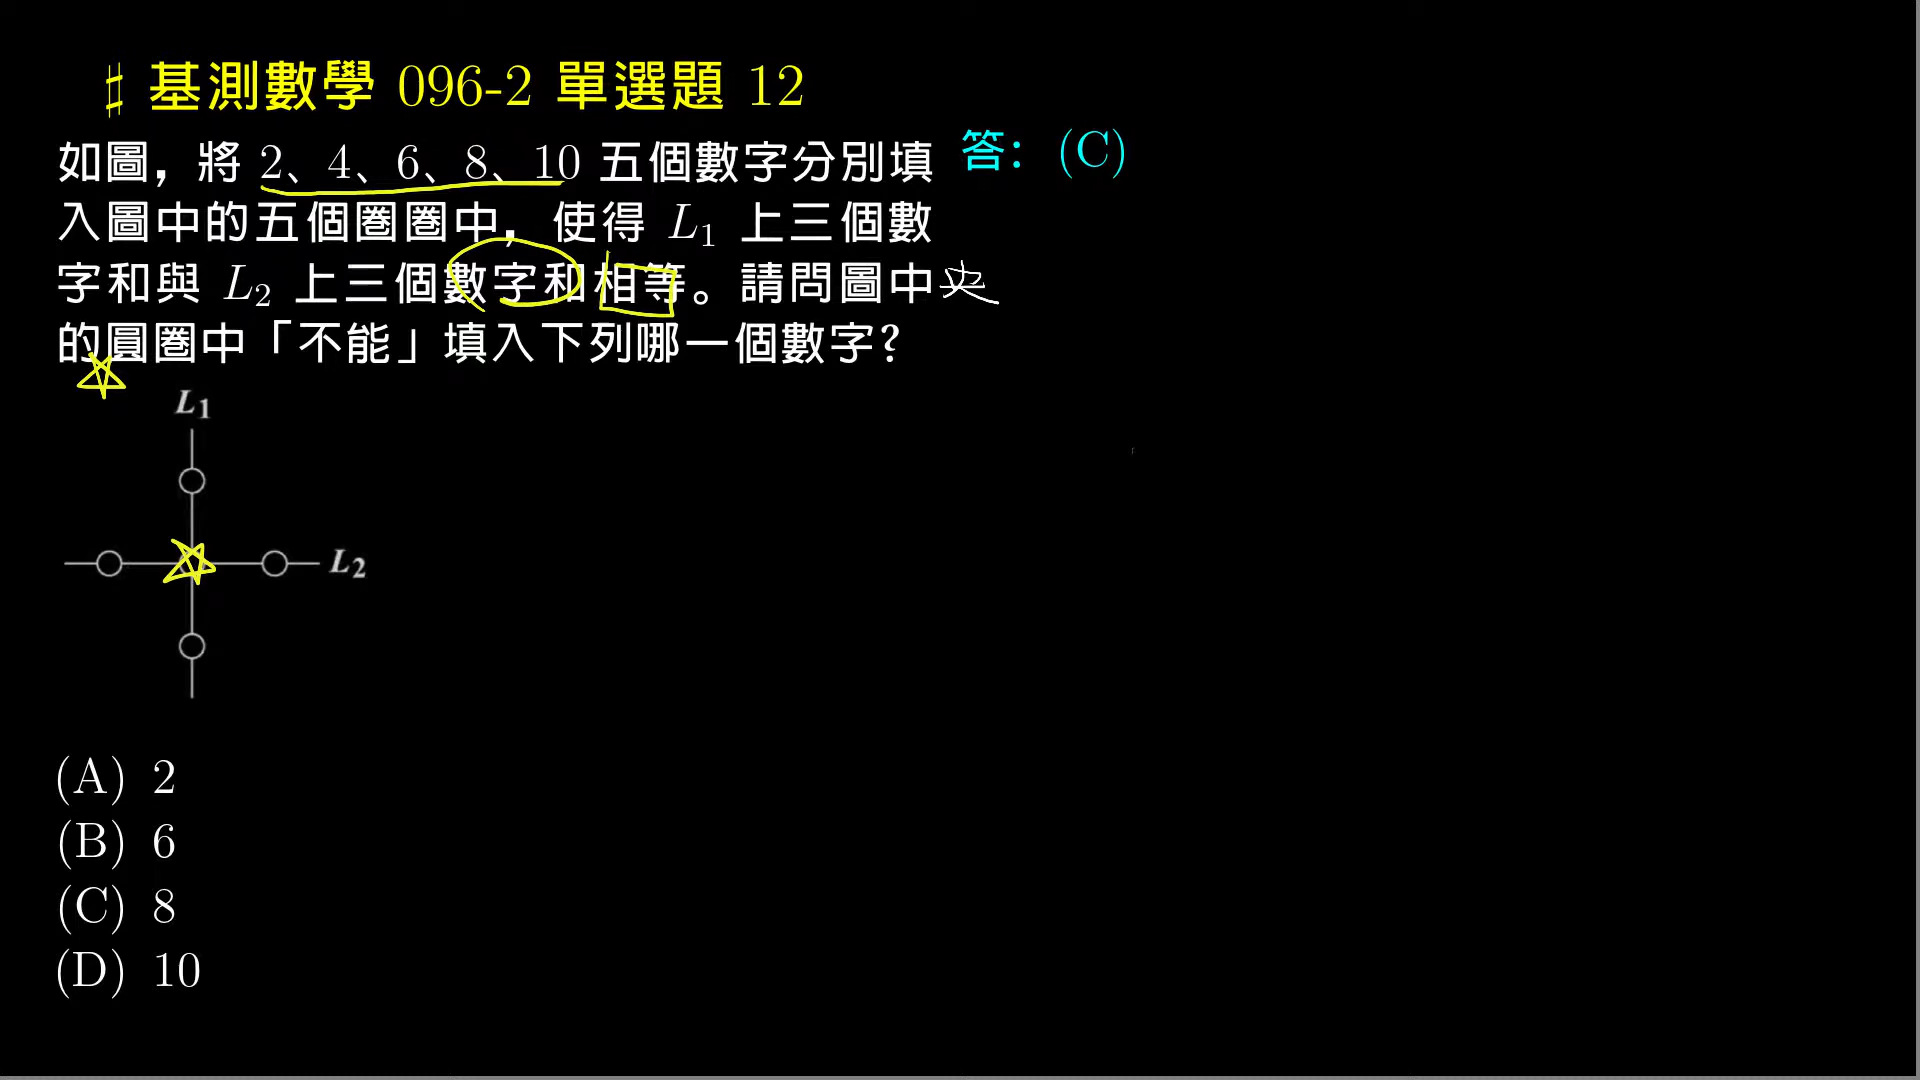 ♯ 基測數學 096-2 單選題 12
如圖，將 2、4、6、8、10 五個數字分別填
入圖中的五個圈圈中，使得 L₁ 上三個數
字和與 L₂ 上三個數字和相等。請問圖中央
的圓圈中「不能」填入下列哪一個數字？
答：(C)
L₁
L₂
(A) 2
(B) 6
(C) 8
(D) 10